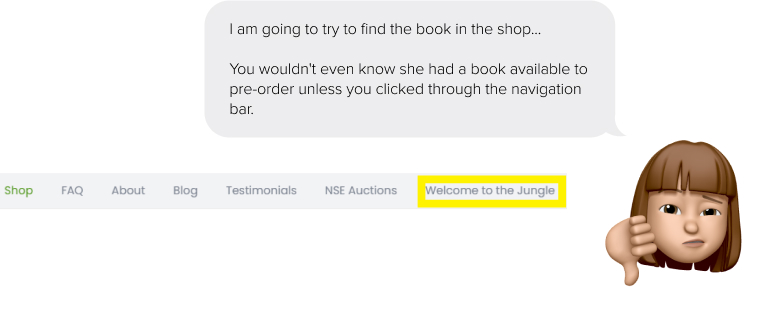 I am going to try to find the book in the shop...
You wouldn't even know she had a book available to
pre-order unless you clicked through the navigation
bar.
Shop FAQ About Blog Testimonials NSE Auctions Welcome to the Jungle